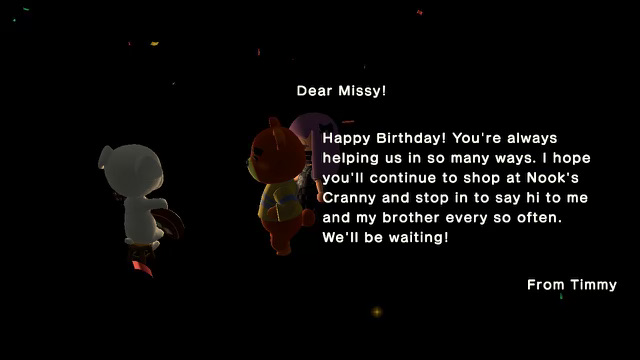 Dear Missy!
Happy Birthday! You're always
helping us in so many ways. I hope
you'll continue to shop at Nook's
Cranny and stop in to say hi to me
and my brother every so often.
We'll be waiting!
From Timmy